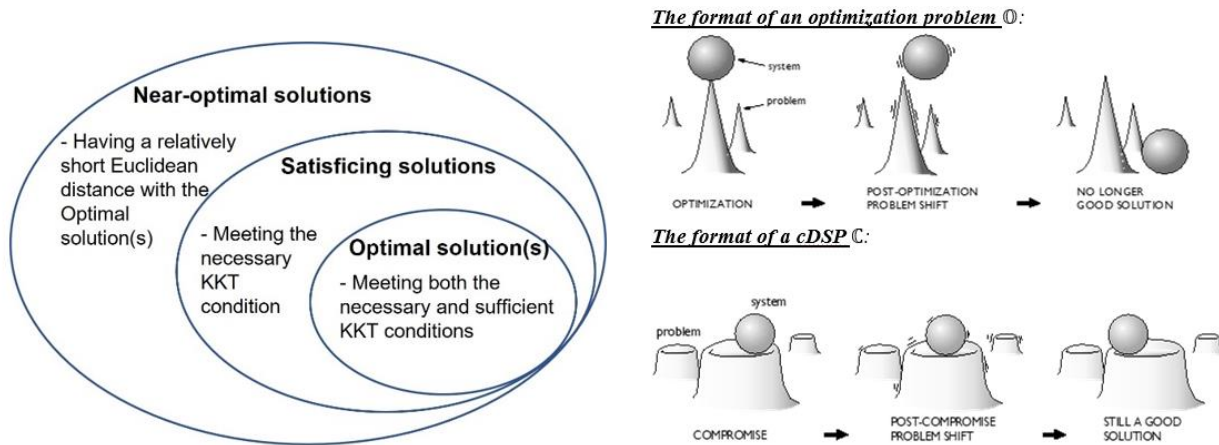 Near-optimal solutions
- Having a relatively
short Euclidean
distance with the
Optimal
solution(s)
Satisficing solutions
- Meeting the
necessary
KKT
condition
Optimal solution(s)
- Meeting both the
necessary and sufficient
KKT conditions
The format of an optimization problem 𝕆:
system
problem
OPTIMIZATION
POST-OPTIMIZATION
PROBLEM SHIFT
NO LONGER
GOOD SOLUTION
The format of a cDSP ℂ:
system
problem
COMPROMISE
POST-COMPROMISE
PROBLEM SHIFT
STILL A GOOD
SOLUTION